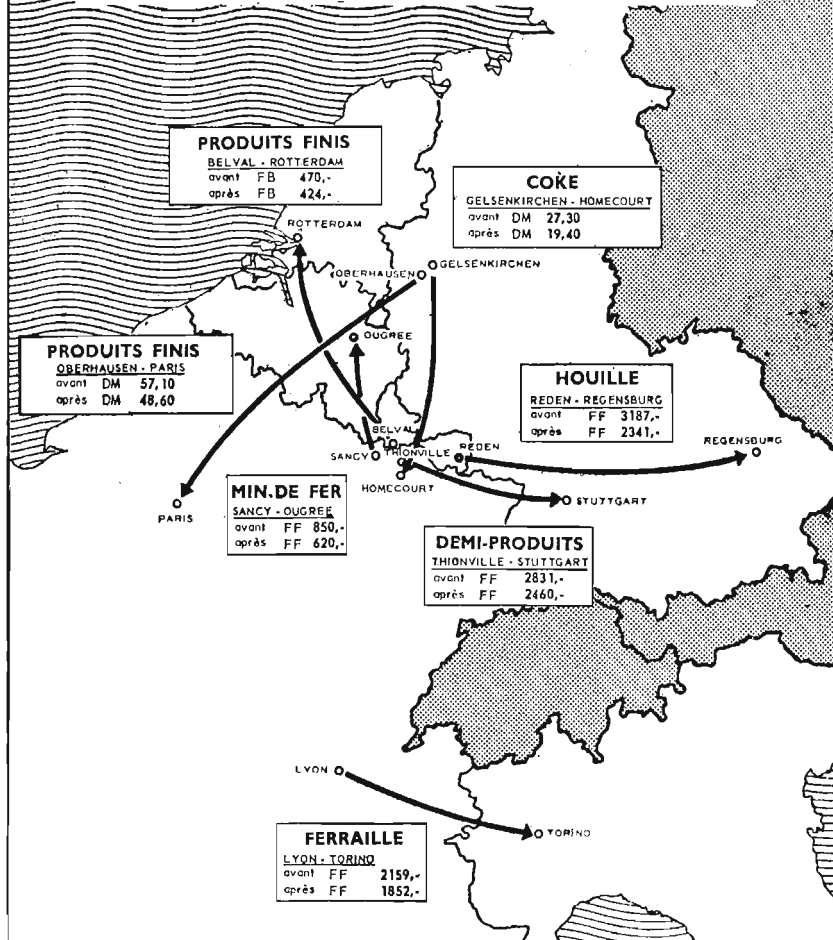 PRODUITS FINIS
BELVAL - ROTTERDAM
avant FB 470,-
après FB 424,-
COKE
GELSENKIRCHEN - HOMECOURT
avant DM 27,30
après DM 19,40
ROTTERDAM
OBERHAUSEN
GELSENKIRCHEN
OUGREE
PRODUITS FINIS
OBERHAUSEN - PARIS
avant DM 57,10
après DM 48,60
HOUILLE
REDEN - REGENSBURG
avant FF 3187,-
après FF 2341,-
BELVAL
SANCY
THIONVILLE
REDEN
REGENSBURG
HOMECOURT
PARIS
STUTTGART
MIN. DE FER
SANCY - OUGREE
avant FF 850,-
après FF 620,-
DEMI-PRODUITS
THIONVILLE - STUTTGART
avant FF 2831,-
après FF 2460,-
LYON
TORINO
FERRAILLE
LYON - TORINO
avant FF 2159,-
après FF 1852,-